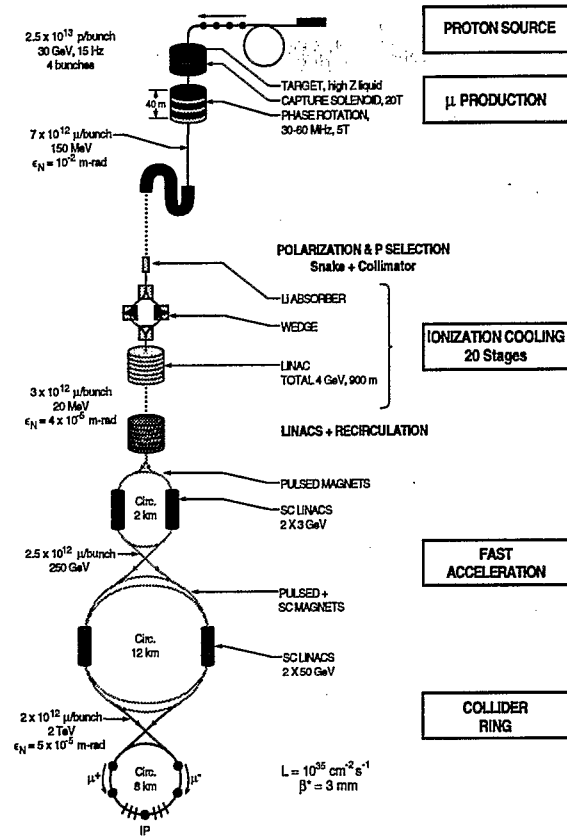 2.5 x 10¹³ p/bunch
30 GeV, 15 Hz
4 bunches
PROTON SOURCE
TARGET, high Z liquid
CAPTURE SOLENOID, 20T
PHASE ROTATION,
30-60 MHz, 5T
40 m
μ PRODUCTION
7 x 10¹² μ/bunch
150 MeV
ϵN = 10⁻² m-rad
POLARIZATION & P SELECTION
Snake + Collimator
Li ABSORBER
WEDGE
LINAC
TOTAL 4 GeV, 900 m
IONIZATION COOLING
20 Stages
3 x 10¹² μ/bunch
20 MeV
ϵN = 4 x 10⁻⁵ m-rad
LINACS + RECIRCULATION
PULSED MAGNETS
Circ.
2 km
SC LINACS
2 X 3 GeV
2.5 x 10¹² μ/bunch
250 GeV
FAST
ACCELERATION
PULSED +
SC MAGNETS
Circ.
12 km
SC LINACS
2 X 50 GeV
COLLIDER
RING
2 x 10¹² μ/bunch
2 TeV
ϵN = 5 x 10⁻⁵ m-rad
μ+
Circ.
8 km
μ-
L = 10³⁵ cm⁻² s⁻¹
β* = 3 mm
IP